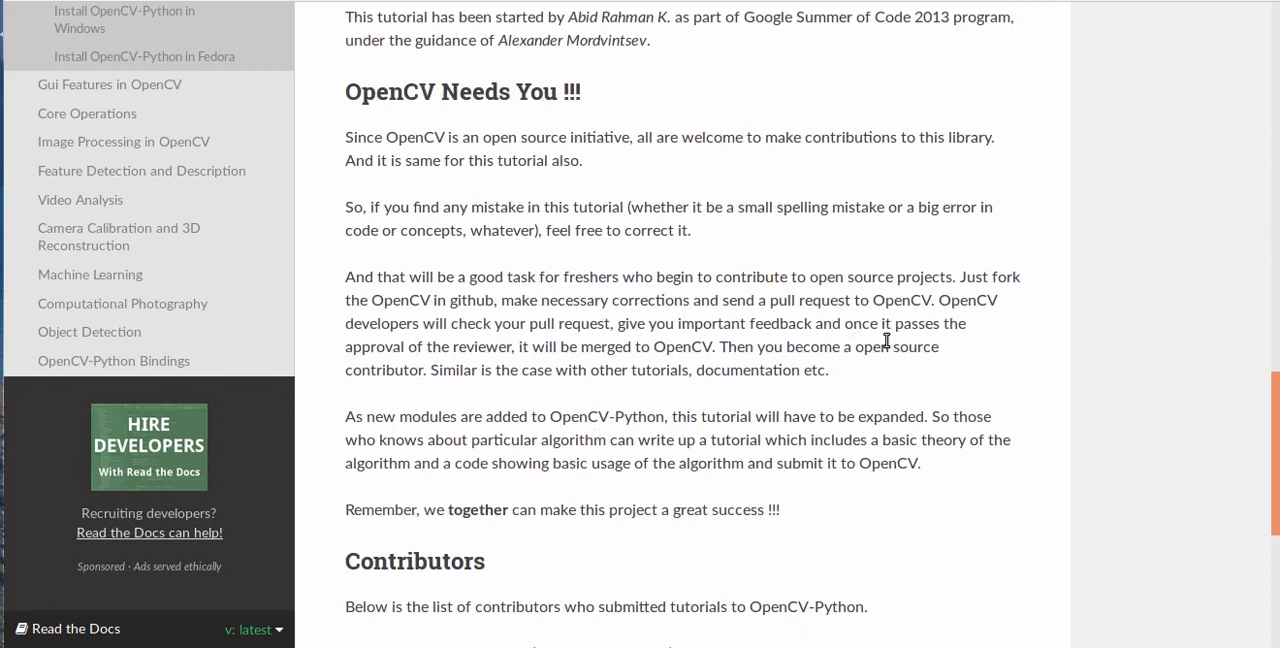 Install OpenCV-Python in
Windows
Install OpenCV-Python in Fedora
Gui Features in OpenCV
Core Operations
Image Processing in OpenCV
Feature Detection and Description
Video Analysis
Camera Calibration and 3D
Reconstruction
Machine Learning
Computational Photography
Object Detection
OpenCV-Python Bindings
HIRE
DEVELOPERS
With Read the Docs
Recruiting developers?
Read the Docs can help!
Sponsored · Ads served ethically
Read the Docs
v: latest
This tutorial has been started by Abid Rahman K. as part of Google Summer of Code 2013 program,
under the guidance of Alexander Mordvintsev.
OpenCV Needs You !!!
Since OpenCV is an open source initiative, all are welcome to make contributions to this library.
And it is same for this tutorial also.
So, if you find any mistake in this tutorial (whether it be a small spelling mistake or a big error in
code or concepts, whatever), feel free to correct it.
And that will be a good task for freshers who begin to contribute to open source projects. Just fork
the OpenCV in github, make necessary corrections and send a pull request to OpenCV. OpenCV
developers will check your pull request, give you important feedback and once it passes the
approval of the reviewer, it will be merged to OpenCV. Then you become a open source
contributor. Similar is the case with other tutorials, documentation etc.
As new modules are added to OpenCV-Python, this tutorial will have to be expanded. So those
who knows about particular algorithm can write up a tutorial which includes a basic theory of the
algorithm and a code showing basic usage of the algorithm and submit it to OpenCV.
Remember, we together can make this project a great success !!!
Contributors
Below is the list of contributors who submitted tutorials to OpenCV-Python.